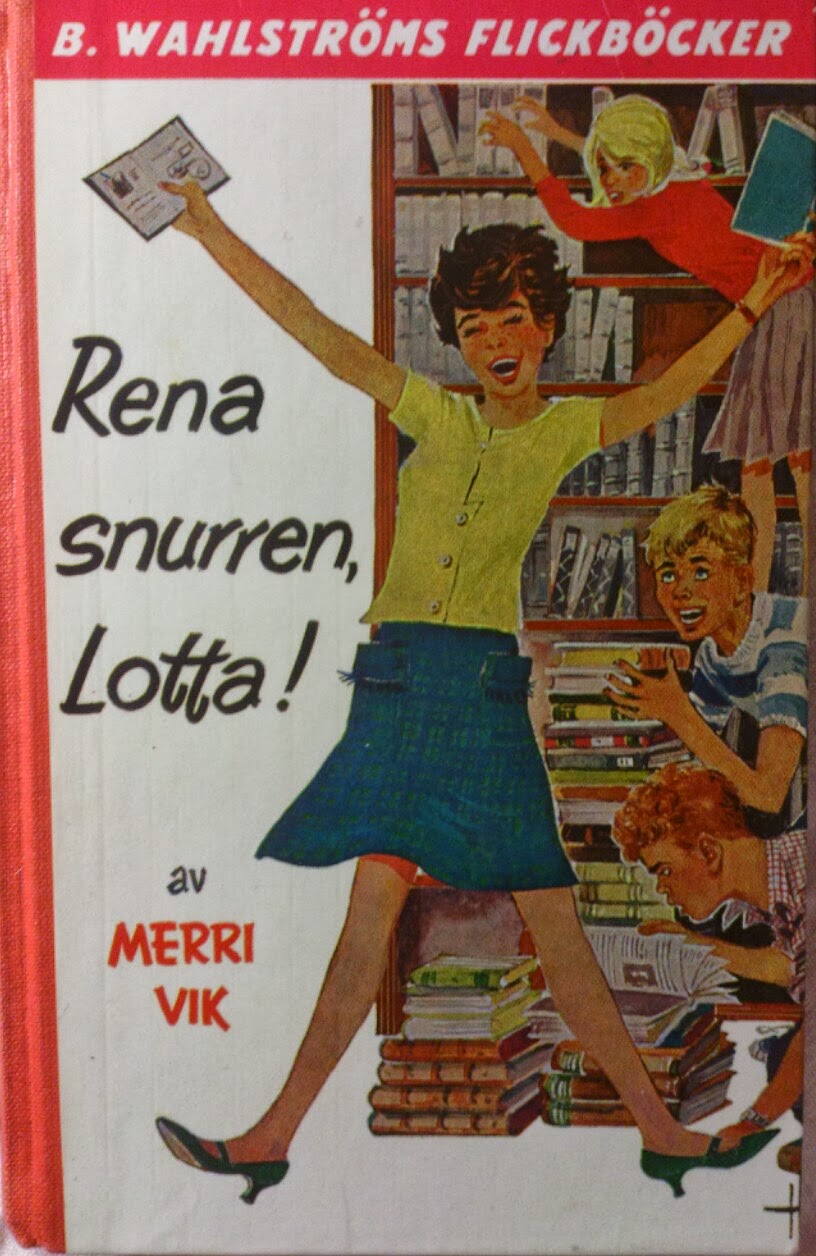 B. WAHLSTRÖMS FLICKBÖCKER
Rena
snurren,
Lotta!
av
MERRI
VIK